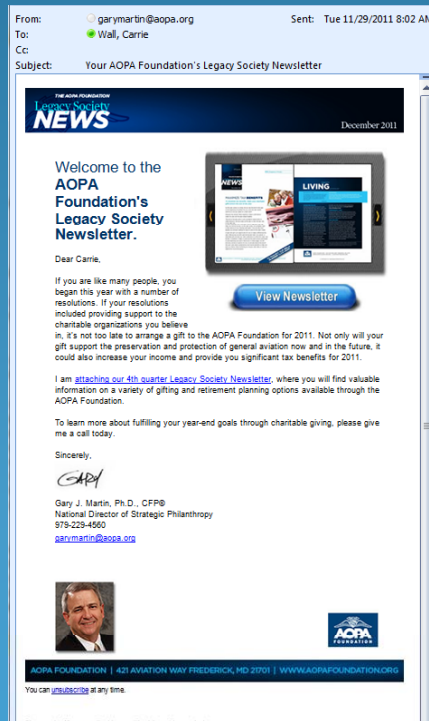 From: garymartin@aopa.org Sent: Tue 11/29/2011 8:02 AM
To: Wall, Carrie
Cc:
Subject: Your AOPA Foundation's Legacy Society Newsletter
THE AOPA FOUNDATION
Legacy Society
NEWS
December 2011
Welcome to the
AOPA
Foundation's
Legacy Society
Newsletter.
NEWS
LIVING
View Newsletter
Dear Carrie,
If you are like many people, you
began this year with a number of
resolutions. If your resolutions
included providing support to the
charitable organizations you believe
in, it's not too late to arrange a gift to the AOPA Foundation for 2011. Not only will your
gift support the preservation and protection of general aviation now and in the future, it
could also increase your income and provide you significant tax benefits for 2011.
I am attaching our 4th quarter Legacy Society Newsletter, where you will find valuable
information on a variety of gifting and retirement planning options available through the
AOPA Foundation.
To learn more about fulfilling your year-end goals through charitable giving, please give
me a call today.
Sincerely,
GARY
Gary J. Martin, Ph.D., CFP®
National Director of Strategic Philanthropy
979-229-4560
garymartin@aopa.org
AOPA
FOUNDATION
AOPA FOUNDATION | 421 AVIATION WAY FREDERICK, MD 21701 | WWW.AOPAFOUNDATION.ORG
You can unsubscribe at any time.